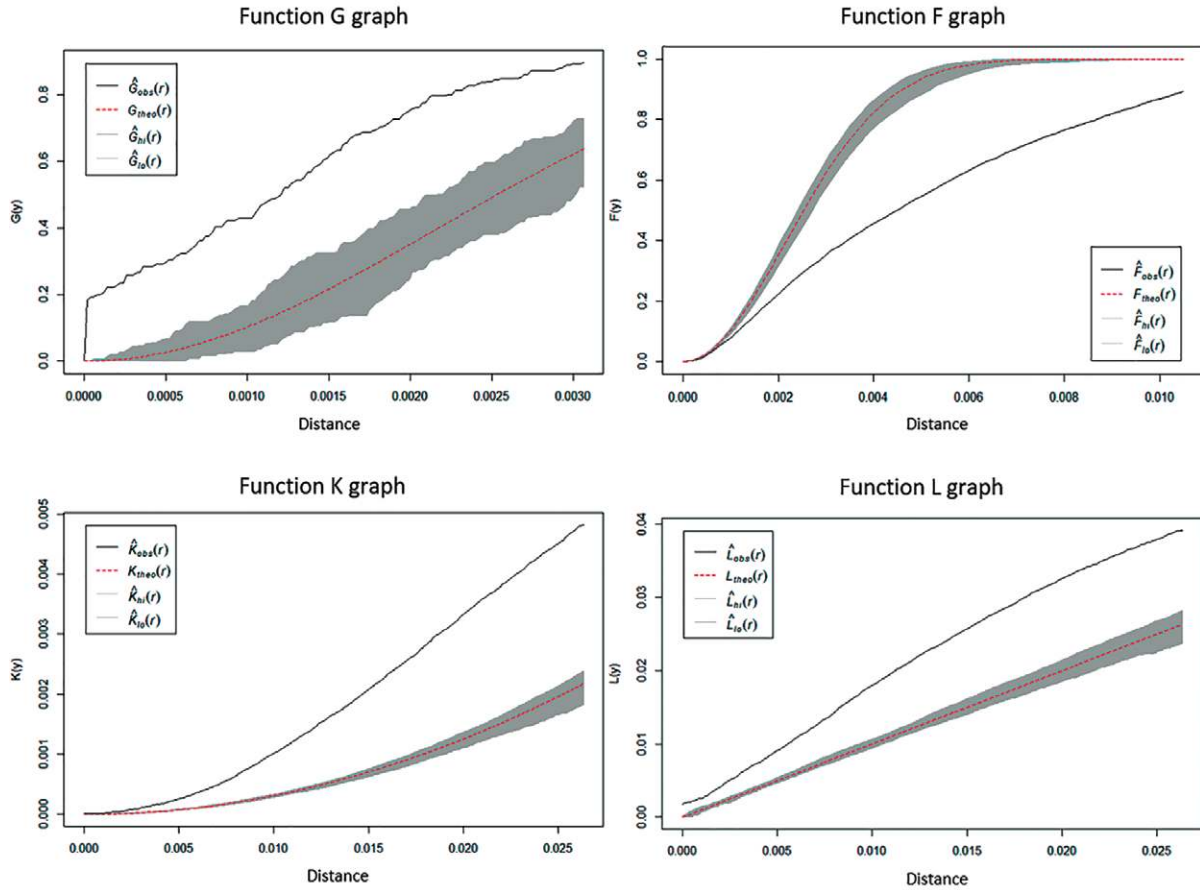 Function G graph
G(y)
0.0 0.2 0.4 0.6 0.8
Ĝobs(r)
Gtheo(r)
Ĝhi(r)
Ĝlo(r)
0.0000 0.0005 0.0010 0.0015 0.0020 0.0025 0.0030
Distance
Function F graph
F(y)
0.0 0.2 0.4 0.6 0.8 1.0
F̂obs(r)
Ftheo(r)
F̂hi(r)
F̂lo(r)
0.000 0.002 0.004 0.006 0.008 0.010
Distance
Function K graph
K(y)
0.000 0.001 0.002 0.003 0.004 0.005
K̂obs(r)
Ktheo(r)
K̂hi(r)
K̂lo(r)
0.000 0.005 0.010 0.015 0.020 0.025
Distance
Function L graph
L(y)
0.00 0.01 0.02 0.03 0.04
L̂obs(r)
Ltheo(r)
L̂hi(r)
L̂lo(r)
0.000 0.005 0.010 0.015 0.020 0.025
Distance